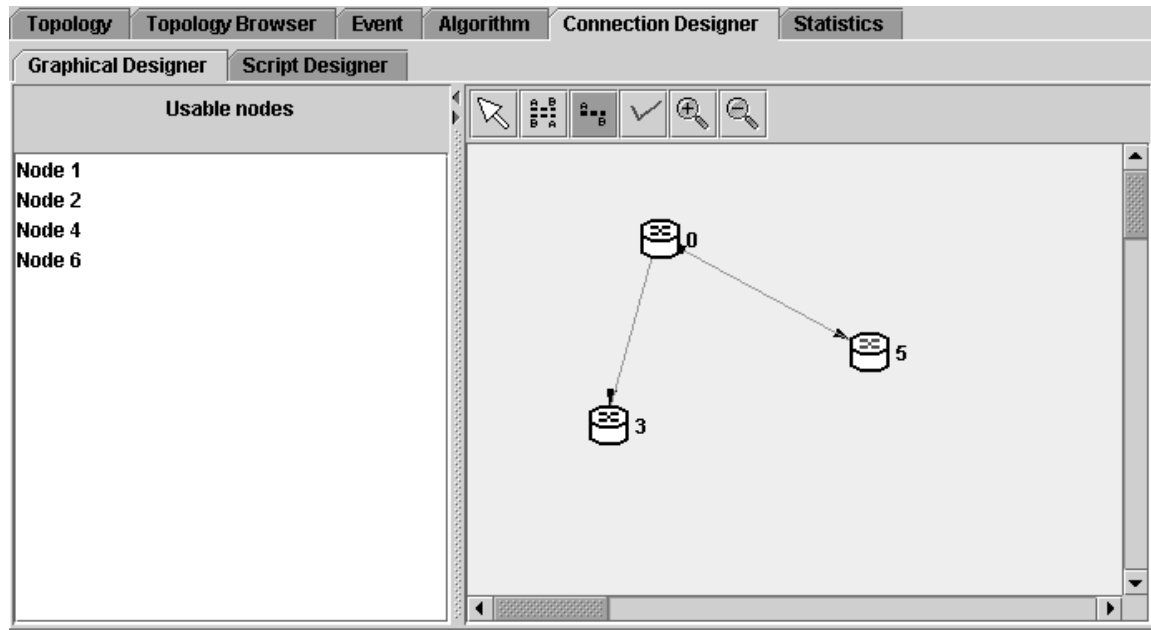 Topology Topology Browser Event Algorithm Connection Designer Statistics
Graphical Designer Script Designer
Usable nodes
A B
B A
A
B
Node 1
Node 2
Node 4
Node 6
0
5
3